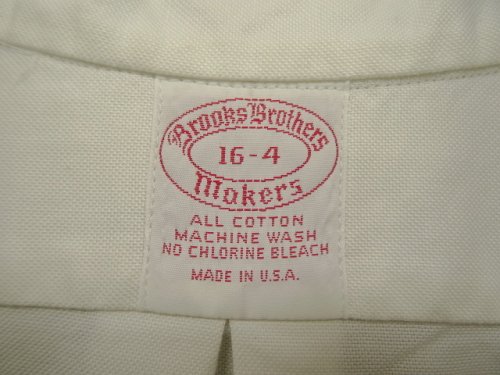 Brooks Brothers
16-4
Makers
ALL COTTON
MACHINE WASH
NO CHLORINE BLEACH
MADE IN U.S.A.